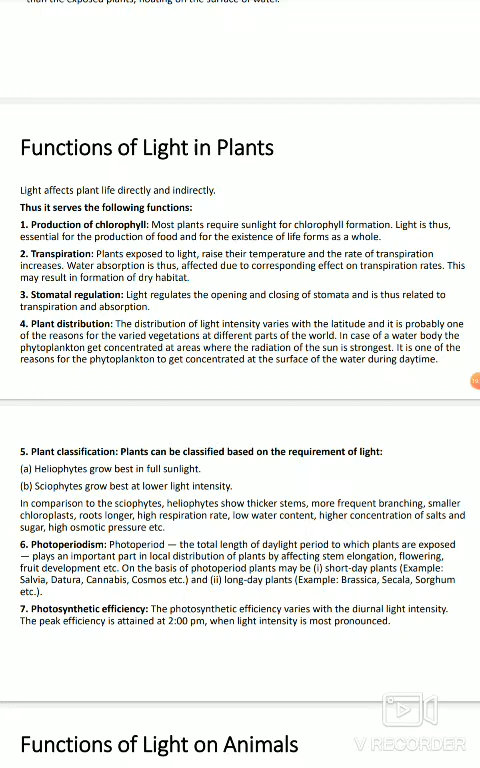 than the exposed plants, floating on the surface of water.
Functions of Light in Plants
Light affects plant life directly and indirectly.
Thus it serves the following functions:
1. Production of chlorophyll: Most plants require sunlight for chlorophyll formation. Light is thus,
essential for the production of food and for the existence of life forms as a whole.
2. Transpiration: Plants exposed to light, raise their temperature and the rate of transpiration
increases. Water absorption is thus, affected due to corresponding effect on transpiration rates. This
may result in formation of dry habitat.
3. Stomatal regulation: Light regulates the opening and closing of stomata and is thus related to
transpiration and absorption.
4. Plant distribution: The distribution of light intensity varies with the latitude and it is probably one
of the reasons for the varied vegetations at different parts of the world. In case of a water body the
phytoplankton get concentrated at areas where the radiation of the sun is strongest. It is one of the
reasons for the phytoplankton to get concentrated at the surface of the water during daytime.
5. Plant classification: Plants can be classified based on the requirement of light:
(a) Heliophytes grow best in full sunlight.
(b) Sciophytes grow best at lower light intensity.
In comparison to the sciophytes, heliophytes show thicker stems, more frequent branching, smaller
chloroplasts, roots longer, high respiration rate, low water content, higher concentration of salts and
sugar, high osmotic pressure etc.
6. Photoperiodism: Photoperiod — the total length of daylight period to which plants are exposed
— plays an important part in local distribution of plants by affecting stem elongation, flowering,
fruit development etc. On the basis of photoperiod plants may be (i) short-day plants (Example:
Salvia, Datura, Cannabis, Cosmos etc.) and (ii) long-day plants (Example: Brassica, Secala, Sorghum
etc.).
7. Photosynthetic efficiency: The photosynthetic efficiency varies with the diurnal light intensity.
The peak efficiency is attained at 2:00 pm, when light intensity is most pronounced.
Functions of Light on Animals
V RECORDER